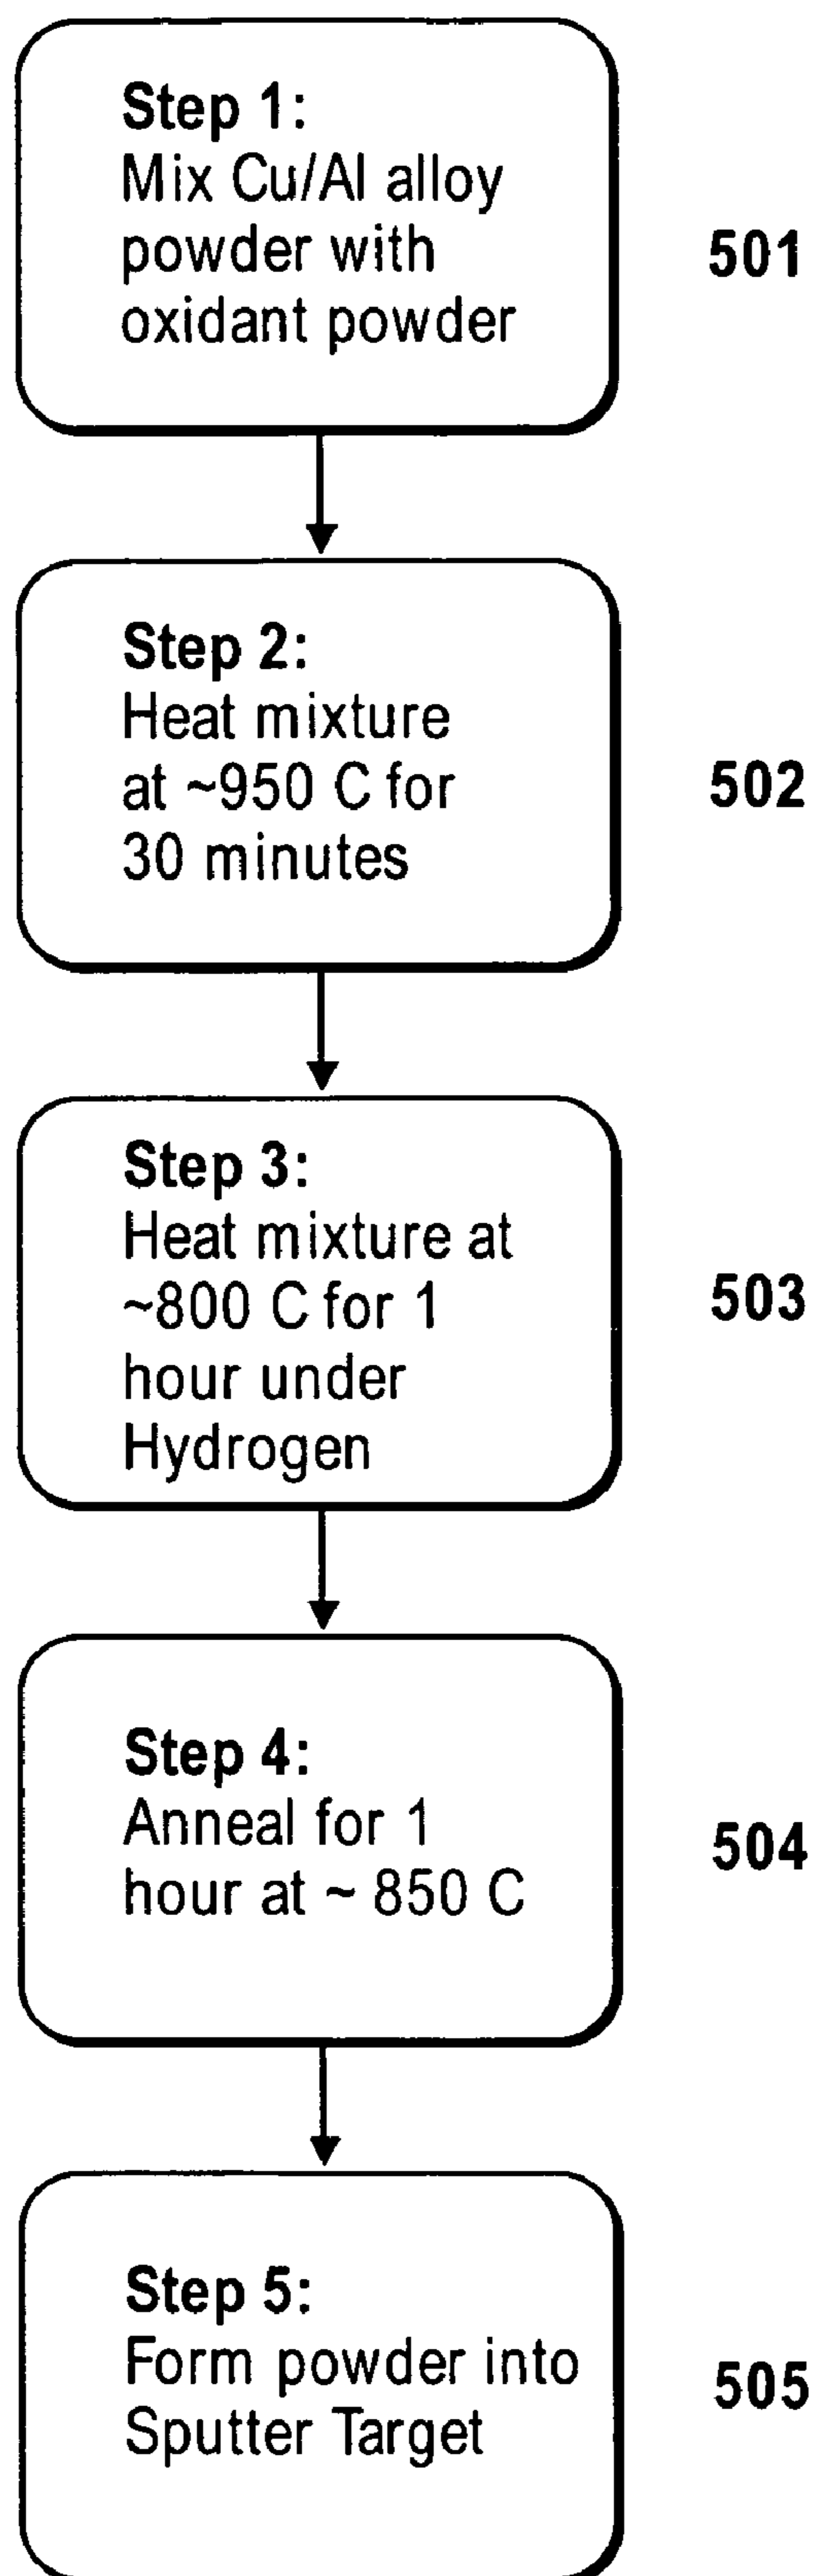 Step 1:
Mix Cu/Al alloy
powder with
oxidant powder
501
Step 2:
Heat mixture
at ~950 C for
30 minutes
502
Step 3:
Heat mixture at
~800 C for 1
hour under
Hydrogen
503
Step 4:
Anneal for 1
hour at ~ 850 C
504
Step 5:
Form powder into
Sputter Target
505